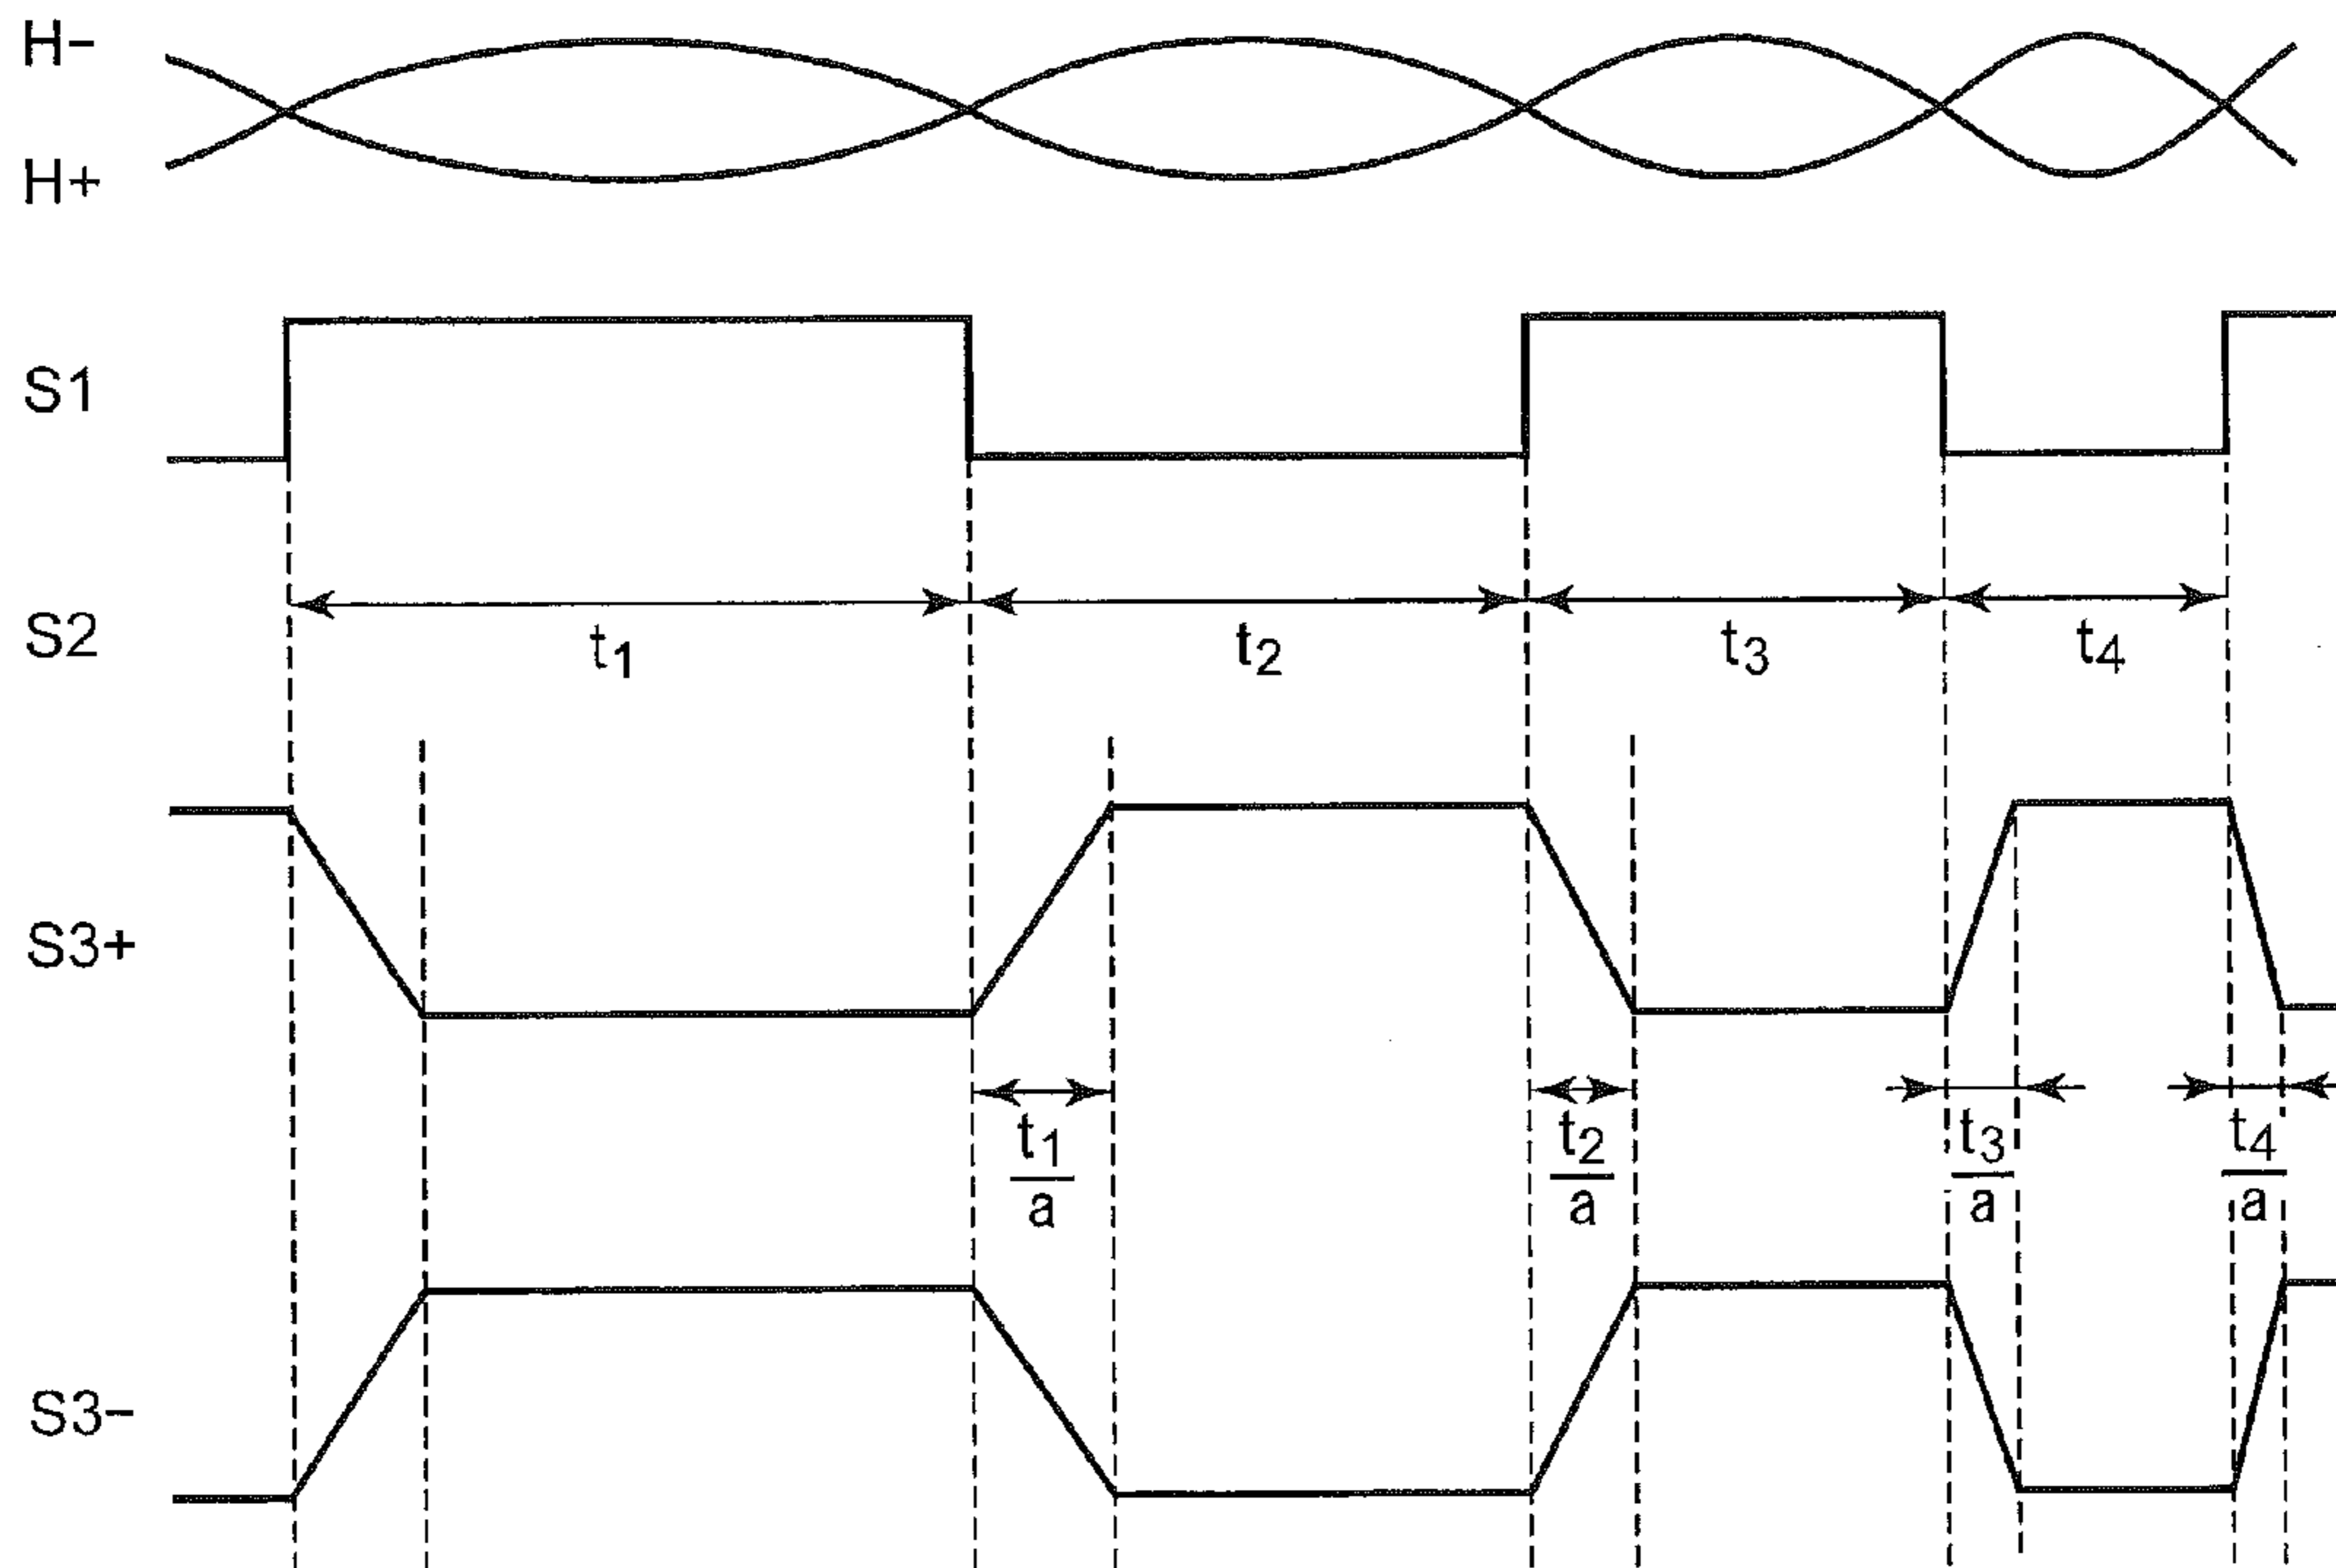 H−
H+
S1
S2
t1
t2
t3
t4
S3+
t1/a
t2/a
t3/a
t4/a
S3−